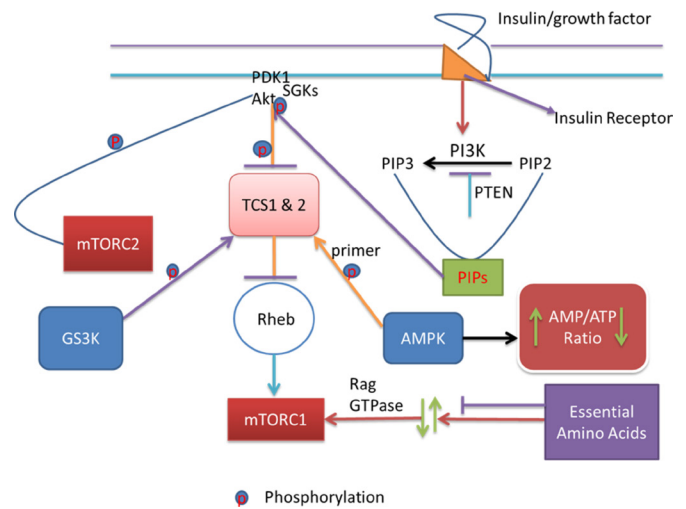 Insulin/growth factor
PDK1
SGKs
Akt
p
Insulin Receptor
P
p
PI3K
PIP3
PIP2
PTEN
TCS1 & 2
mTORC2
primer
p
p
PIPs
GS3K
Rheb
AMPK
AMP/ATP
Ratio
Rag
GTPase
mTORC1
Essential
Amino Acids
p Phosphorylation